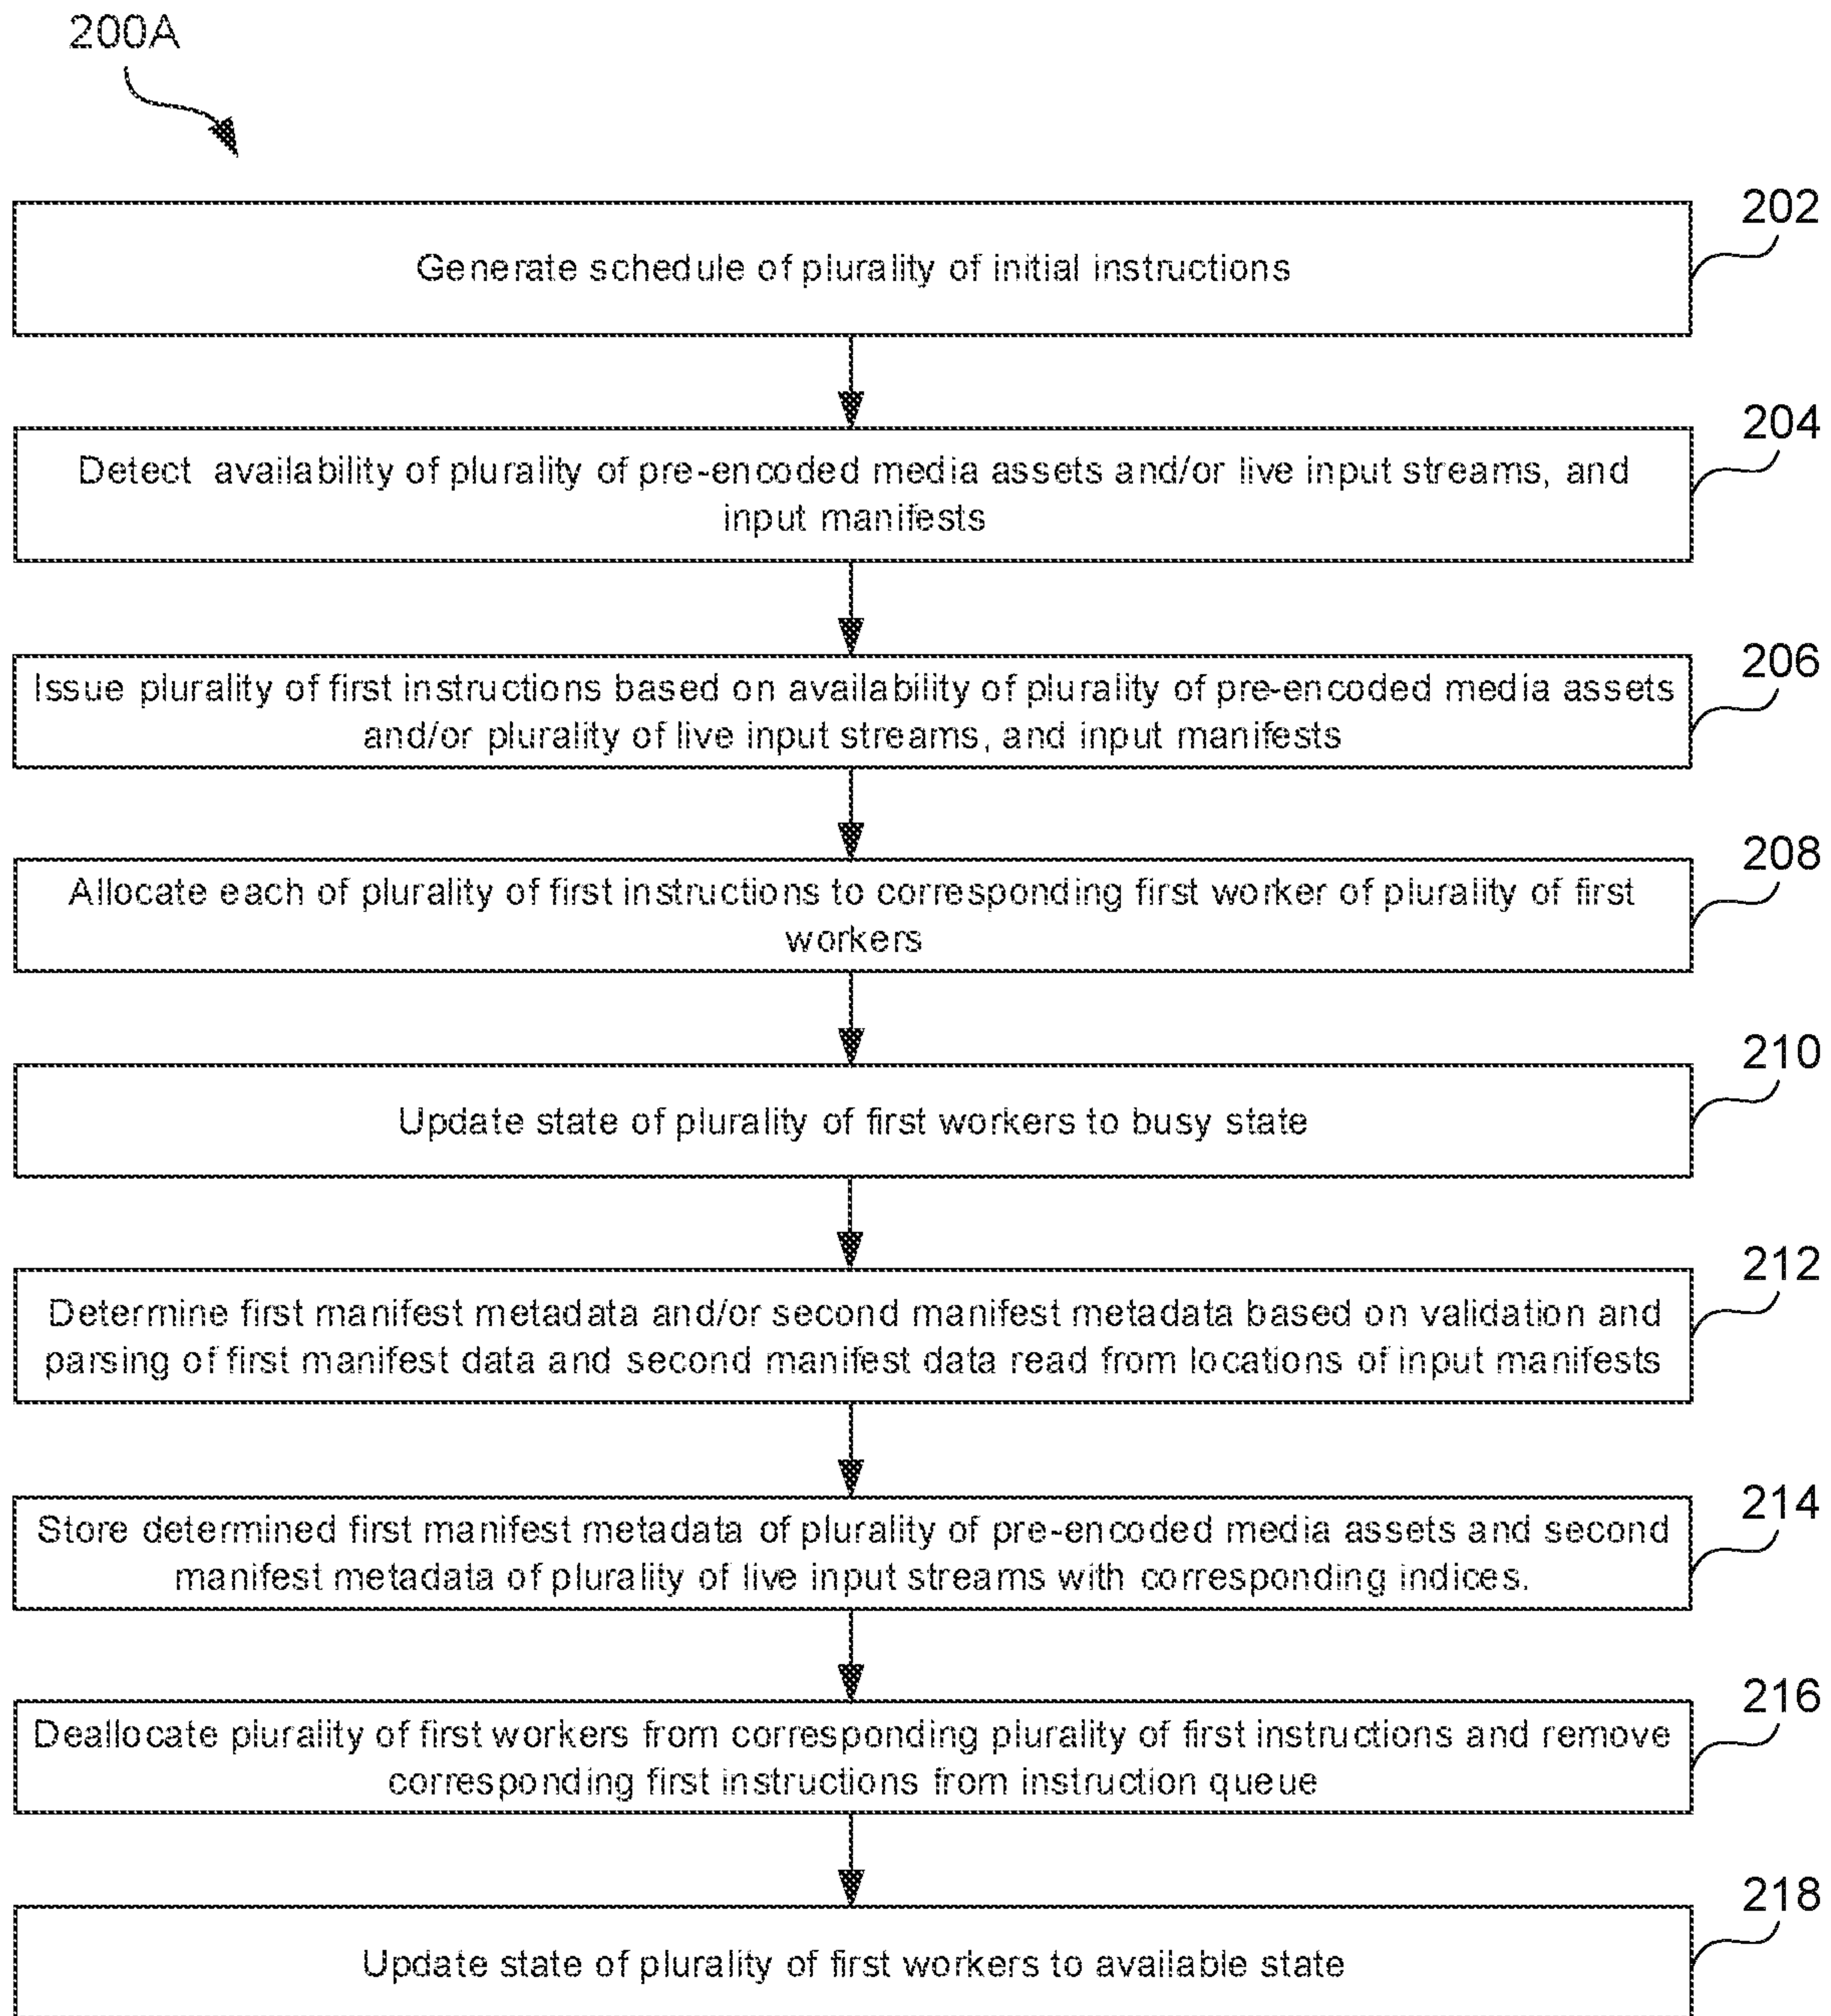 200A
202
Generate schedule of plurality of initial instructions
204
Detect availability of plurality of pre-encoded media assets and/or live input streams, and
input manifests
206
Issue plurality of first instructions based on availability of plurality of pre-encoded media assets
and/or plurality of live input streams, and input manifests
208
Allocate each of plurality of first instructions to corresponding first worker of plurality of first
workers
210
Update state of plurality of first workers to busy state
212
Determine first manifest metadata and/or second manifest metadata based on validation and
parsing of first manifest data and second manifest data read from locations of input manifests
214
Store determined first manifest metadata of plurality of pre-encoded media assets and second
manifest metadata of plurality of live input streams with corresponding indices.
216
Deallocate plurality of first workers from corresponding plurality of first instructions and remove
corresponding first instructions from instruction queue
218
Update state of plurality of first workers to available state